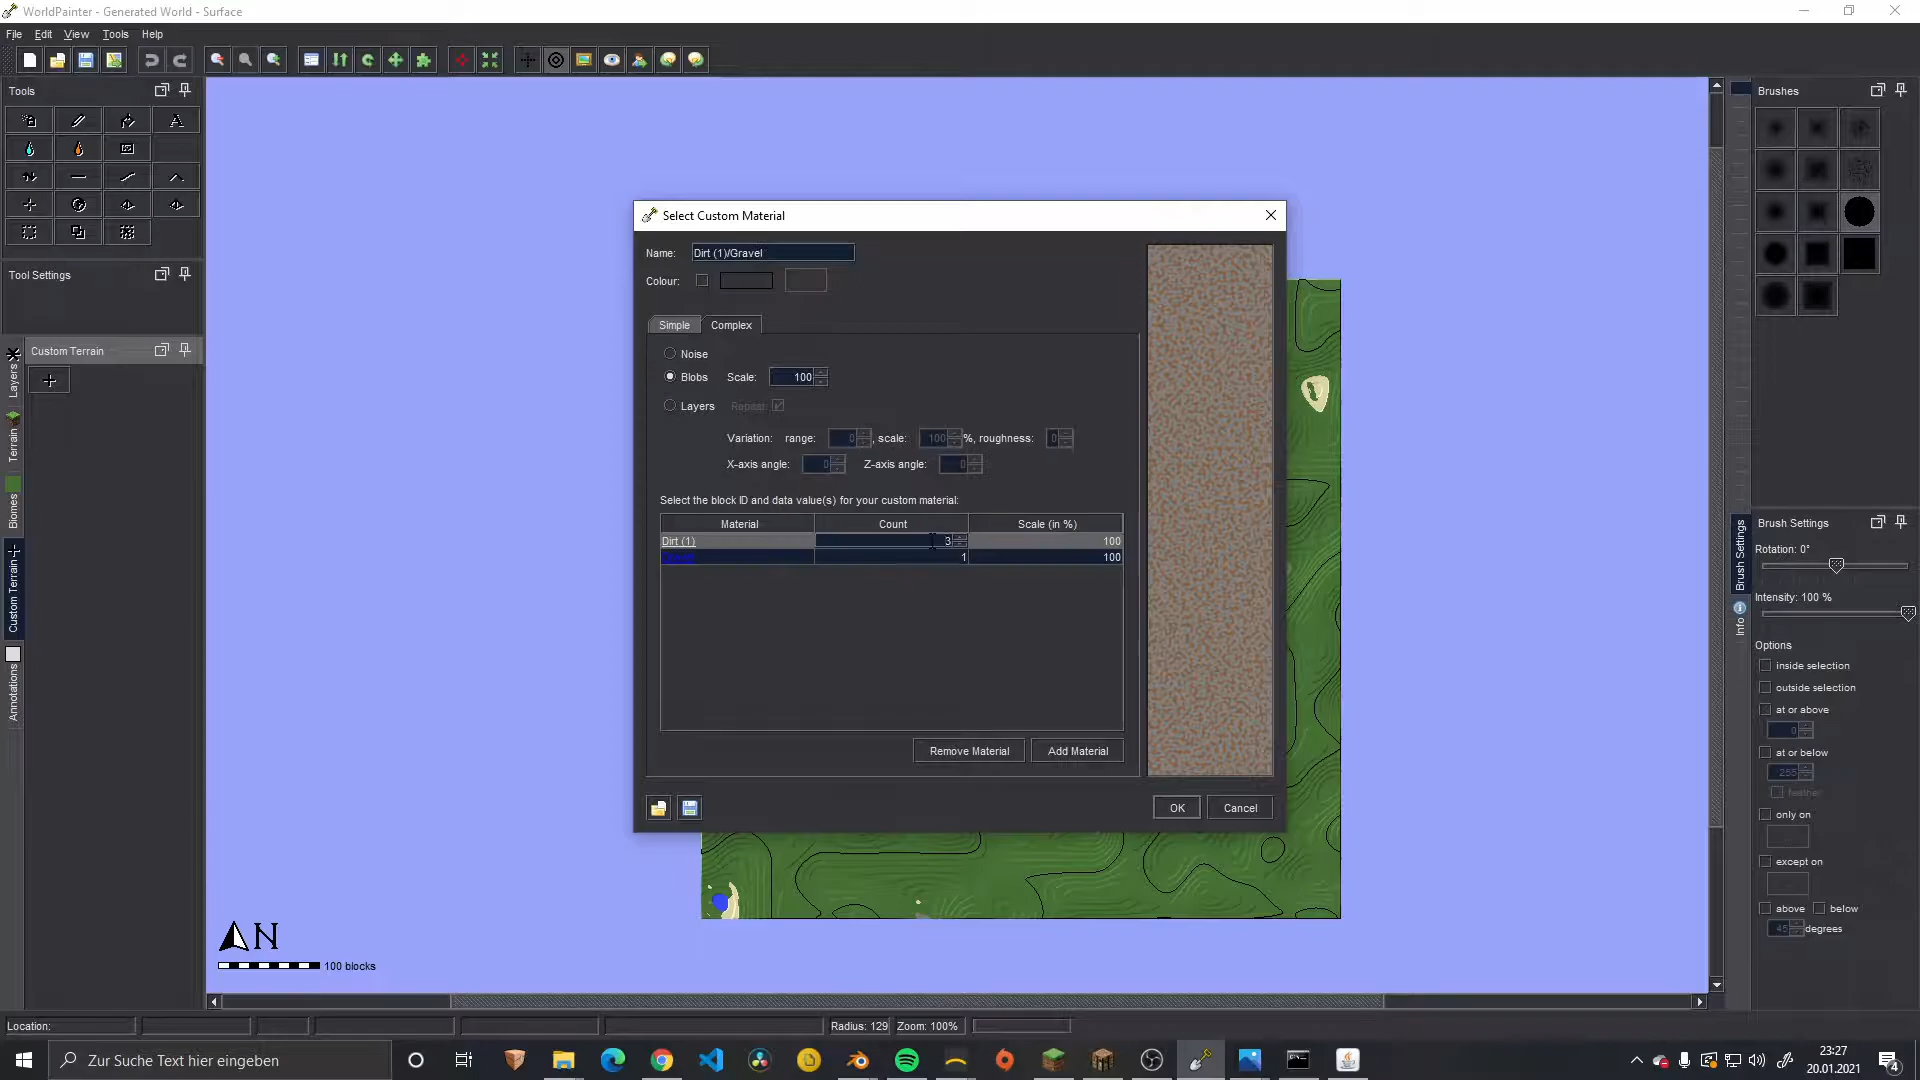 WorldPainter - Generated World - Surface
File Edit View Tools Help
Tools
Tool Settings
Custom Terrain
Layers
Terrain
Biomes
Custom Terrain
Annotations
Select Custom Material
Name: Dirt (1)/Gravel
Colour:
Simple Complex
Noise
Blobs Scale: 100
Layers Repeat:
Variation: range: 0 , scale: 100 %, roughness: 0
X-axis angle: 0 Z-axis angle: 0
Select the block ID and data value(s) for your custom material:
Material Count Scale (in %)
Dirt (1) 3 100
1 100
Remove Material Add Material
OK Cancel
Brushes
Brush Settings
Info
Brush Settings
Rotation: 0°
Intensity: 100 %
Options
inside selection
outside selection
at or above
0
at or below
255
feather
only on
...
except on
...
above below
45 degrees
N
100 blocks
Location:
Radius: 129 Zoom: 100%
Zur Suche Text hier eingeben
23:27
20.01.2021
4